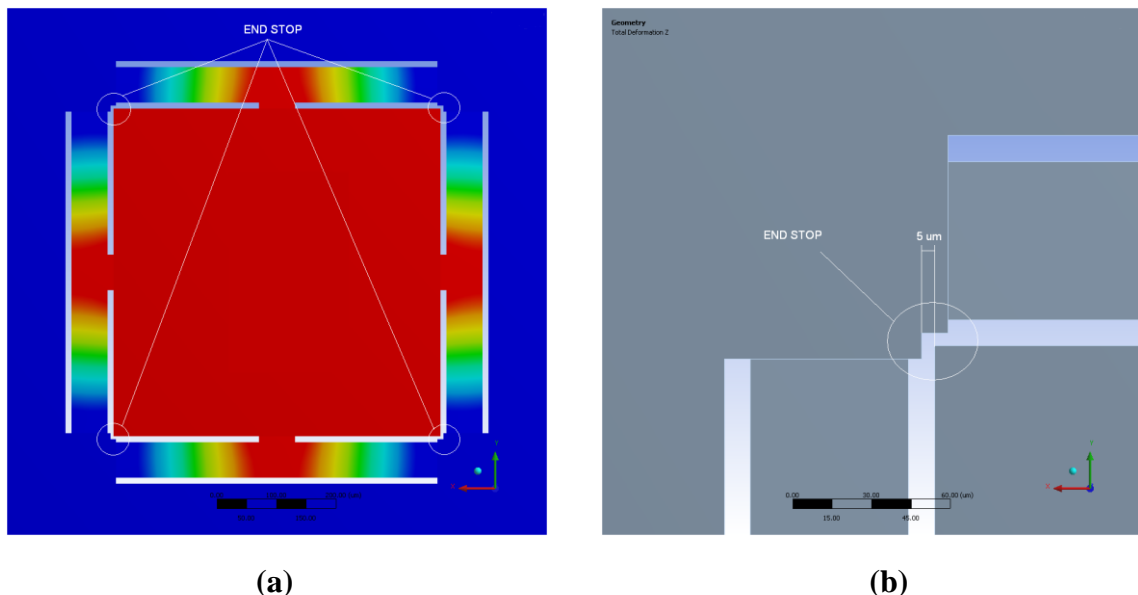 END STOP
Geometry
Total Deformation Z
END STOP
5 um
Y
X
0.00
30.00
60.00 (um)
15.00
45.00
(a)
(b)